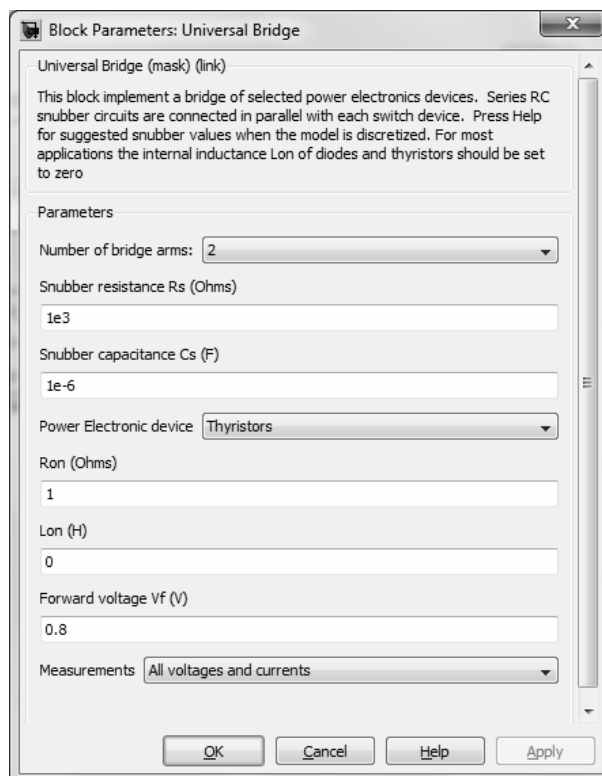 Block Parameters: Universal Bridge
Universal Bridge (mask) (link)
This block implement a bridge of selected power electronics devices. Series RC
snubber circuits are connected in parallel with each switch device. Press Help
for suggested snubber values when the model is discretized. For most
applications the internal inductance Lon of diodes and thyristors should be set
to zero
Parameters
Number of bridge arms: 2
Snubber resistance Rs (Ohms)
1e3
Snubber capacitance Cs (F)
1e-6
Power Electronic device Thyristors
Ron (Ohms)
1
Lon (H)
0
Forward voltage Vf (V)
0.8
Measurements All voltages and currents
OK Cancel Help Apply